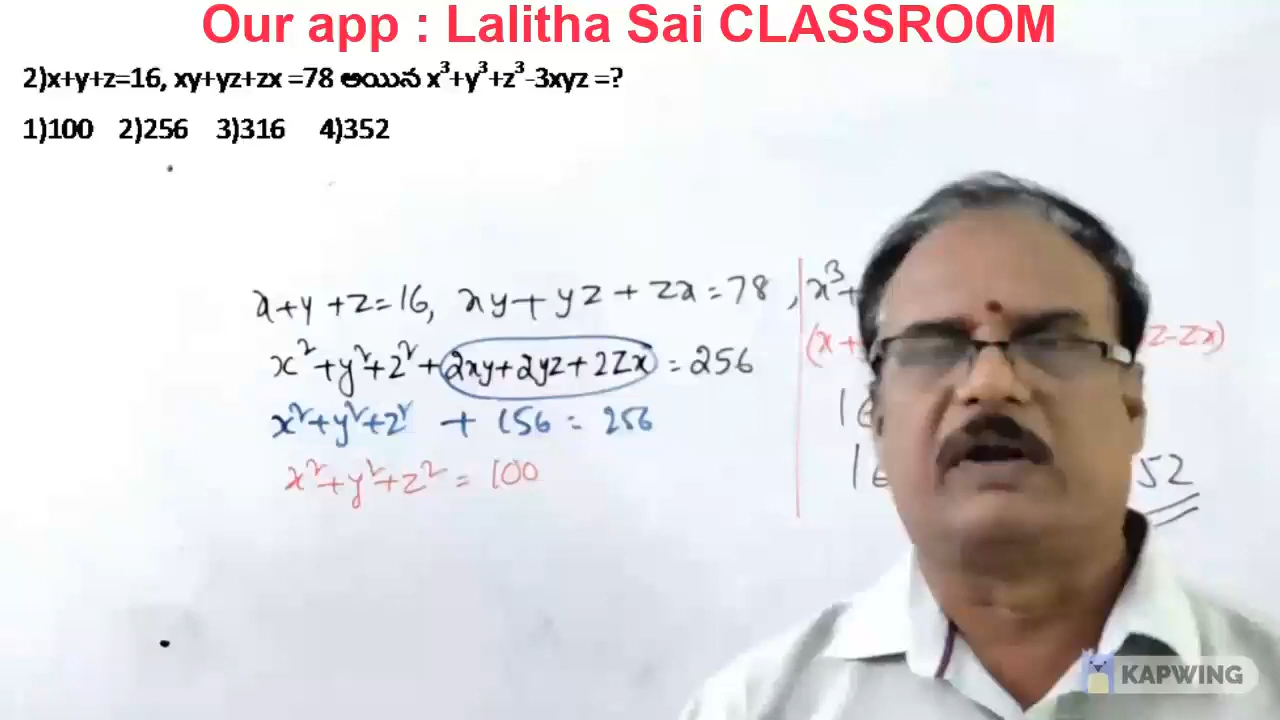 Our app : Lalitha Sai CLASSROOM
2)x+y+z=16, xy+yz+zx =78 అయిన x³+y³+z³-3xyz =?
1)100 2)256 3)316 4)352
x+y+z=16, xy+yz+zx=78, x³+
x²+y²+z²+2xy+2yz+2zx=256
(x+ z-zx)
x²+y²+z² + 156=256
x²+y²+z²=100
52
KAPWING